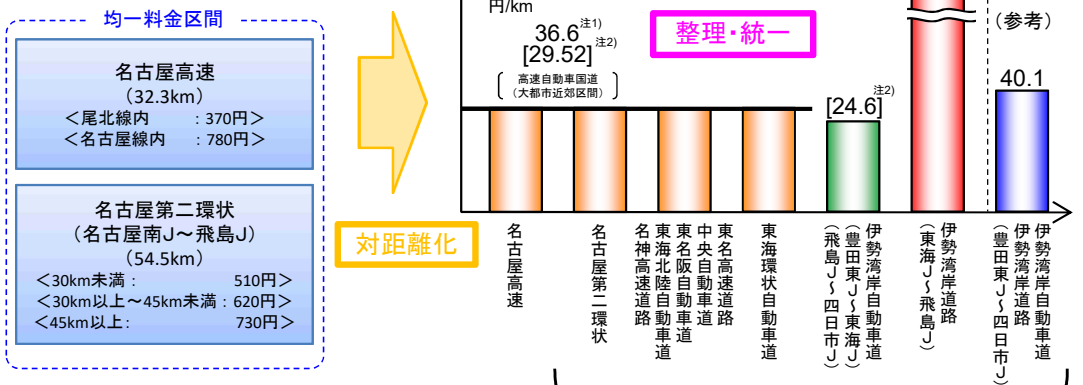 均一料金区間
名古屋高速
（32.3km）
＜尾北線内　：370円＞
＜名古屋線内　：780円＞
名古屋第二環状
（名古屋南J～飛島J）
（54.5km）
＜30km未満：　510円＞
＜30km以上～45km未満：620円＞
＜45km以上：　730円＞
対距離化
円/km
36.6注1)
[29.52]注2)
高速自動車国道
（大都市近郊区間）
整理・統一
[24.6]注2)
（参考）
40.1
名古屋高速
名古屋第二環状
東名高速道路
中央自動車道
東名阪自動車道
東海北陸自動車道
名神高速道路
東海環状自動車道
伊勢湾岸自動車道
（豊田東J～東海J）
（飛島J～四日市J）
伊勢湾岸道路
（東海J～飛島J）
伊勢湾岸自動車道
伊勢湾岸道路
（豊田東J～四日市J）